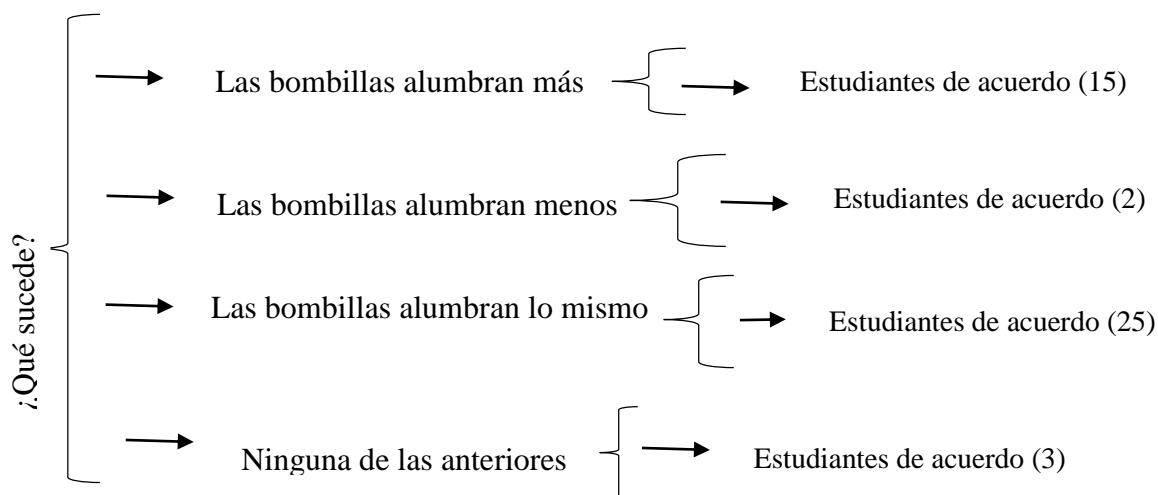 ¿Qué sucede?
Las bombillas alumbran más
Estudiantes de acuerdo (15)
Las bombillas alumbran menos
Estudiantes de acuerdo (2)
Las bombillas alumbran lo mismo
Estudiantes de acuerdo (25)
Ninguna de las anteriores
Estudiantes de acuerdo (3)